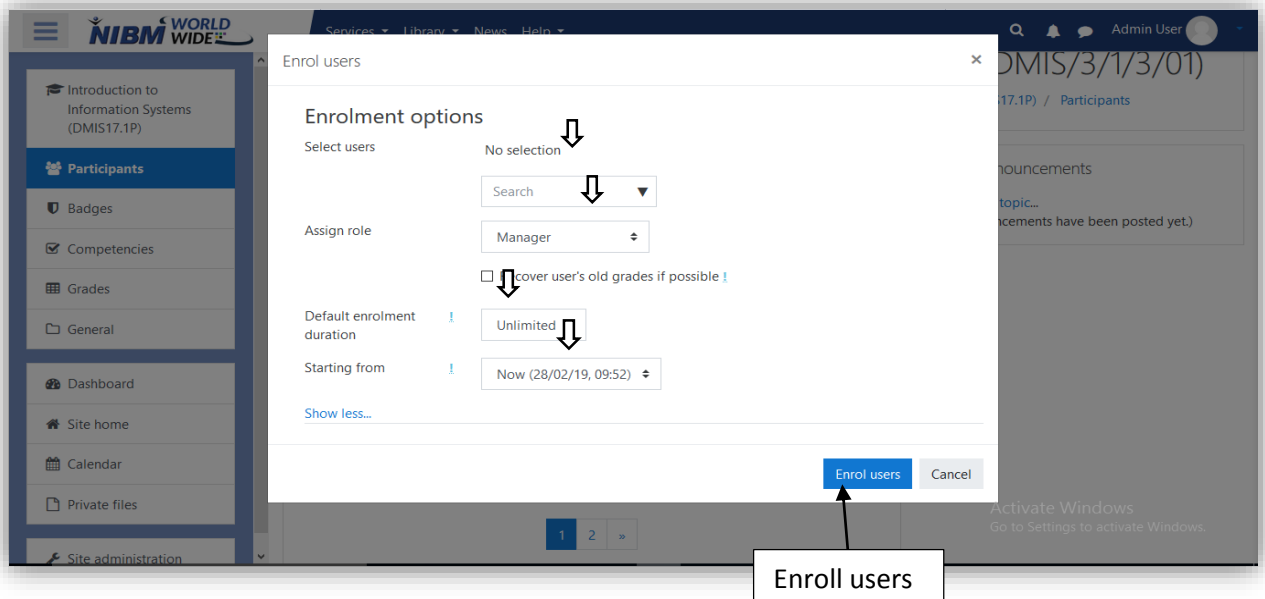 NIBM WORLD WIDE
Services Library News Help
Admin User
Introduction to
Information Systems
(DMIS17.1P)
Participants
Badges
Competencies
Grades
General
Dashboard
Site home
Calendar
Private files
Site administration
DMIS/3/1/3/01)
17.1P) / Participants
nouncements
topic...
ncements have been posted yet.)
Enrol users ×
Enrolment options
Select users
No selection
Search
Assign role
Manager
cover user's old grades if possible !
Default enrolment
duration
!
Unlimited
Starting from ! Now (28/02/19, 09:52)
Show less...
Enrol users Cancel
1 2 »
Activate Windows
Go to Settings to activate Windows.
Enroll users